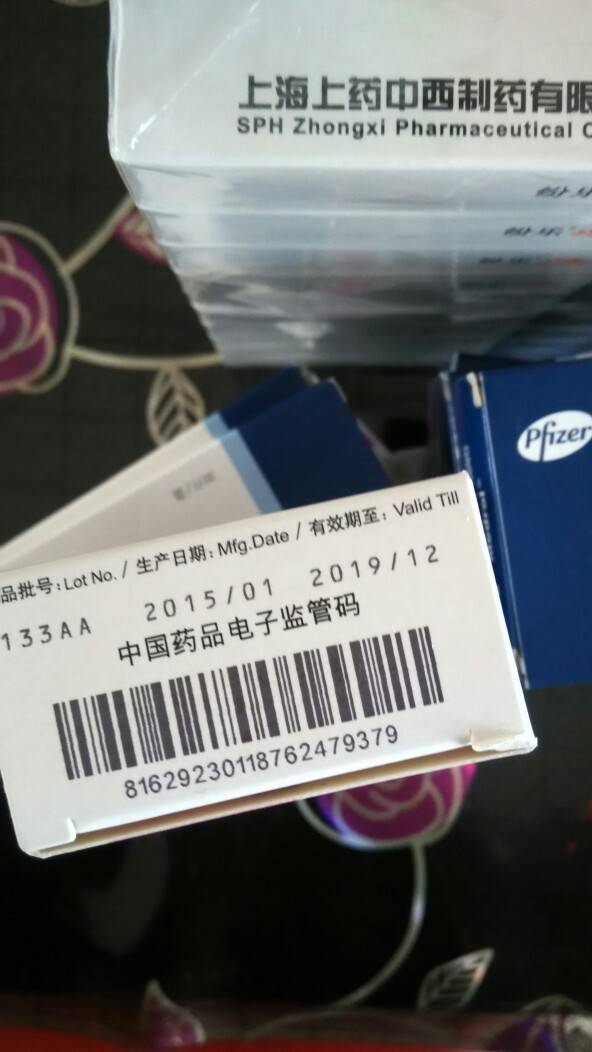 上海上药中西制药有限
SPH Zhongxi Pharmaceutical C
Pfizer
品批号:Lot No. / 生产日期: Mfg.Date / 有效期至: Valid Till
133AA 2015/01 2019/12
中国药品电子监管码
81629230118762479379